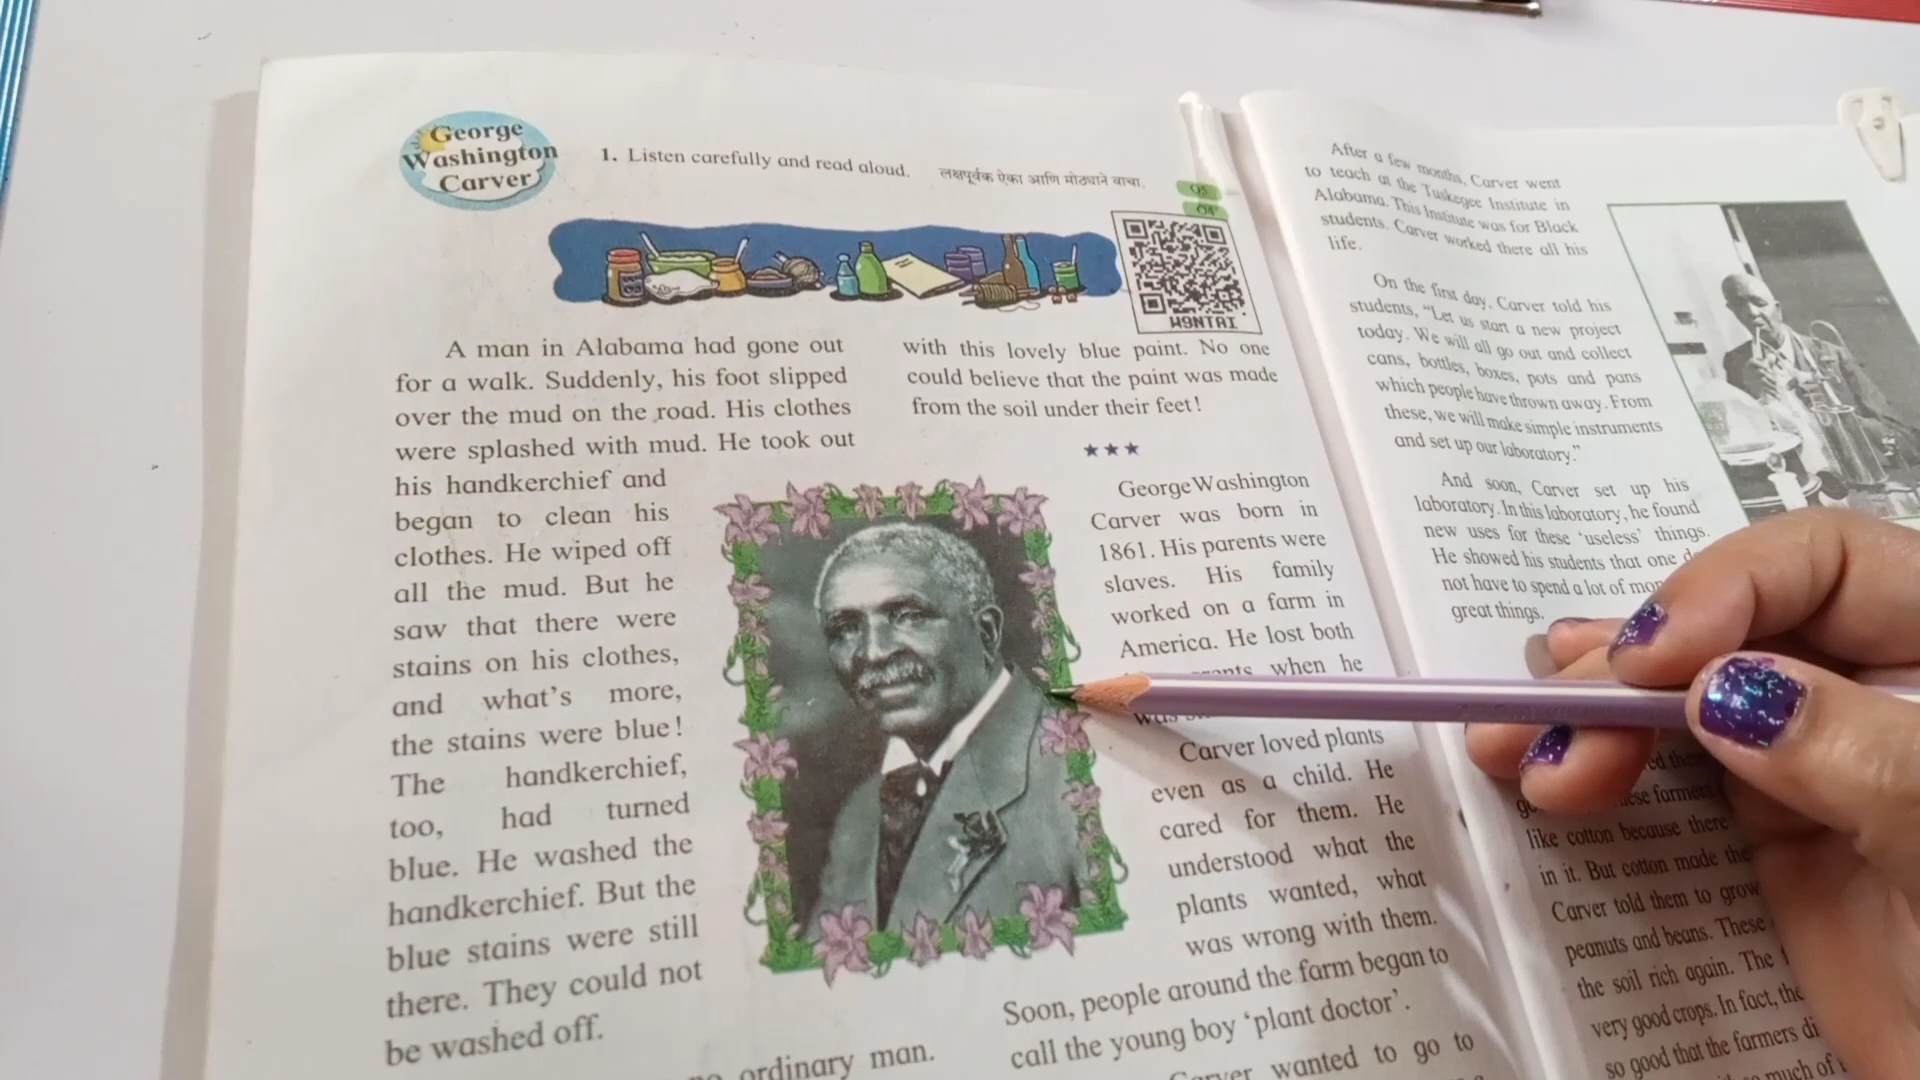 George
Washington
Carver
1. Listen carefully and read aloud. लक्षपूर्वक ऐका आणि मोठ्याने वाचा.
W9NTAI
A man in Alabama had gone out
for a walk. Suddenly, his foot slipped
over the mud on the road. His clothes
were splashed with mud. He took out
his handkerchief and
began to clean his
clothes. He wiped off
all the mud. But he
saw that there were
stains on his clothes,
and what's more,
the stains were blue!
The handkerchief,
too, had turned
blue. He washed the
handkerchief. But the
blue stains were still
there. They could not
be washed off.
ordinary man.
with this lovely blue paint. No one
could believe that the paint was made
from the soil under their feet!
★★★
George Washington
Carver was born in
1861. His parents were
slaves. His family
worked on a farm in
America. He lost both
when he
was
Carver loved plants
even as a child. He
cared for them. He
understood what the
plants wanted, what
was wrong with them.
Soon, people around the farm began to
call the young boy ‘plant doctor’.
wanted to go to
After a few months, Carver went
to teach at the Tuskegee Institute in
Alabama. This Institute was for Black
students. Carver worked there all his
life.
On the first day, Carver told his
students, “Let us start a new project
today. We will all go out and collect
cans, bottles, boxes, pots and pans
which people have thrown away. From
these, we will make simple instruments
and set up our laboratory.”
And soon, Carver set up his
laboratory. In this laboratory, he found
new uses for these ‘useless’ things.
He showed his students that one
not have to spend a lot of
great things.
farmers
like cotton because there
in it. But cotton made the
Carver told them to grow
peanuts and beans. These
the soil rich again. The
very good crops. In fact, the
so good that the farmers
much of